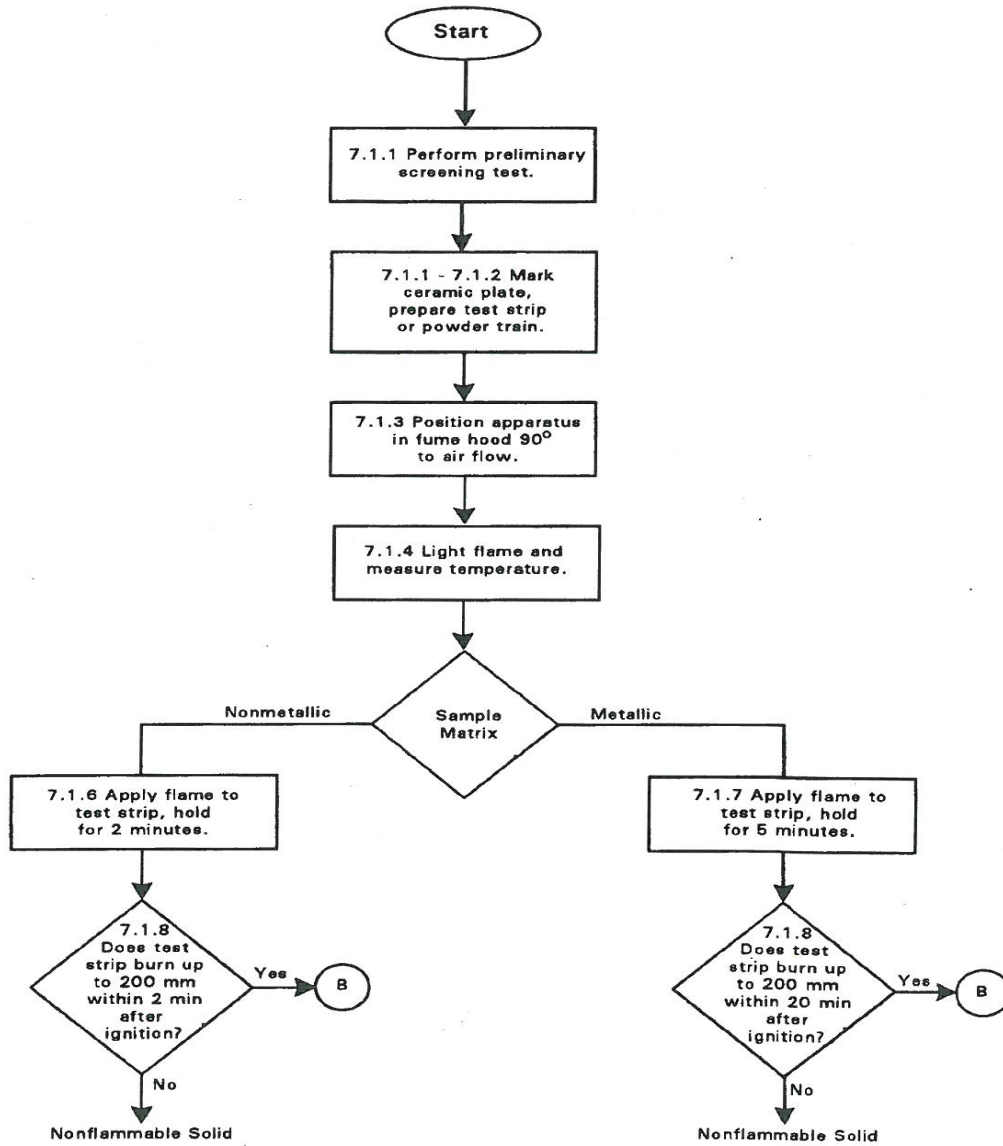 Start
7.1.1 Perform preliminary
screening test.
7.1.1 - 7.1.2 Mark
ceramic plate,
prepare test strip
or powder train.
7.1.3 Position apparatus
in fume hood 90°
to air flow.
7.1.4 Light flame and
measure temperature.
Sample
Matrix
Nonmetallic
Metallic
7.1.6 Apply flame to
test strip, hold
for 2 minutes.
7.1.7 Apply flame to
test strip, hold
for 5 minutes.
7.1.8
Does test
strip burn up
to 200 mm
within 2 min
after
ignition?
Yes
B
No
Nonflammable Solid
7.1.8
Does test
strip burn up
to 200 mm
within 20 min
after
ignition?
Yes
B
No
Nonflammable Solid